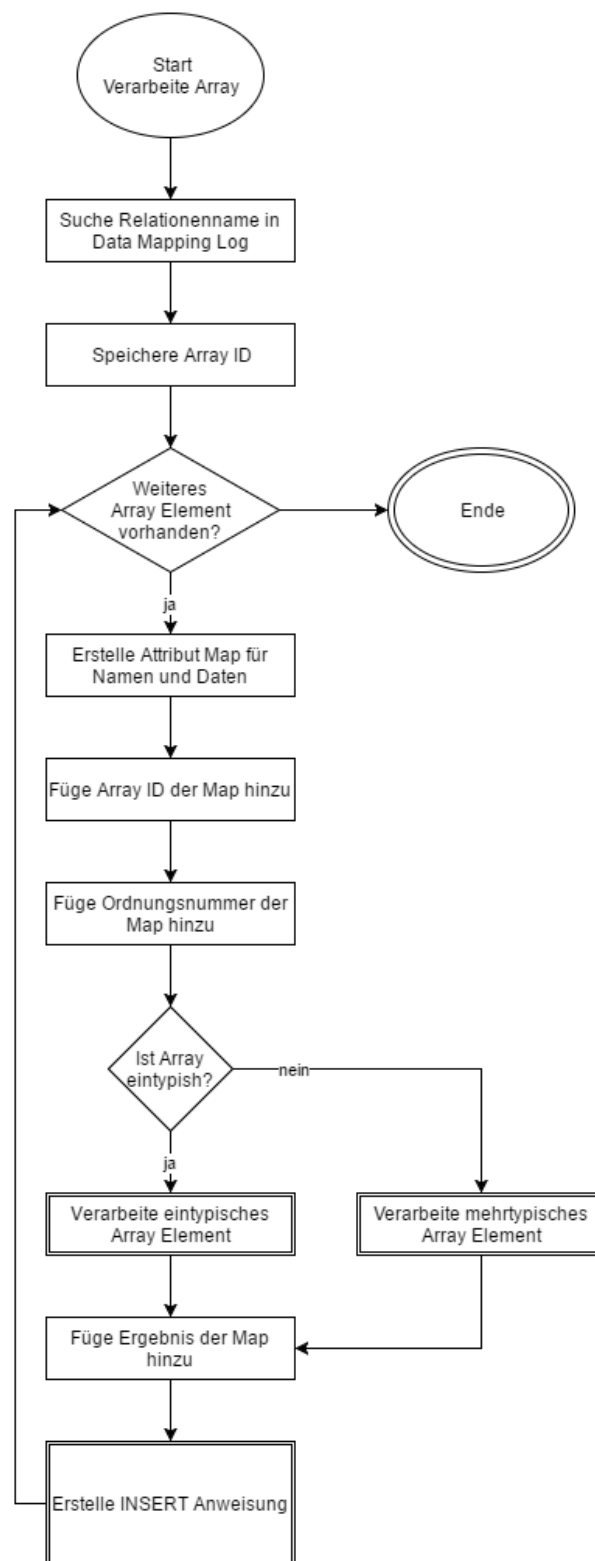 Start
Verarbeite Array
Suche Relationenname in
Data Mapping Log
Speichere Array ID
Weiteres
Array Element
vorhanden?
Ende
ja
Erstelle Attribut Map für
Namen und Daten
Füge Array ID der Map hinzu
Füge Ordnungsnummer der
Map hinzu
Ist Array
eintypish?
nein
ja
Verarbeite eintypisches
Array Element
Verarbeite mehrtypisches
Array Element
Füge Ergebnis der Map
hinzu
Erstelle INSERT Anweisung